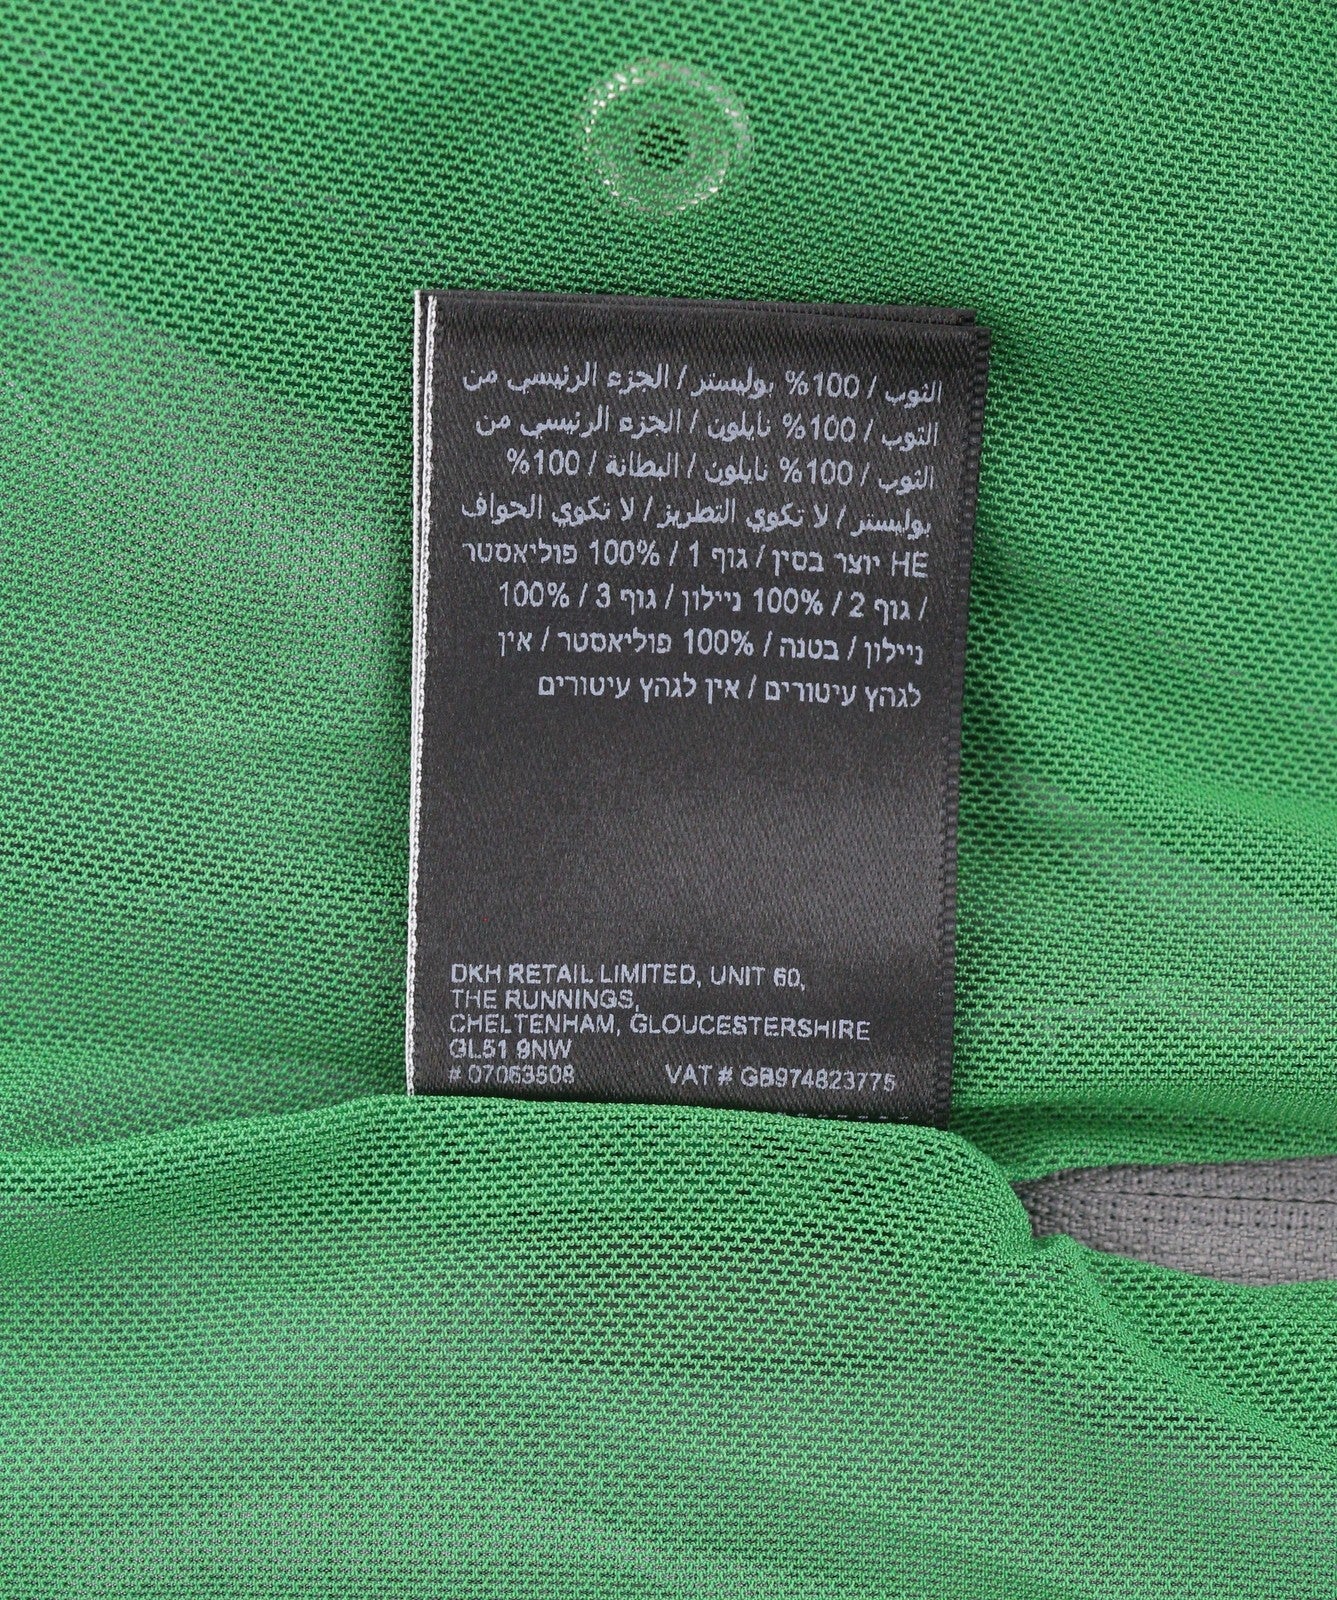 الثوب / 100% بوليستر / الجزء الرئيسي من
الثوب / 100% نايلون / الجزء الرئيسي من
الثوب / 100% نايلون / البطانة / 100%
بوليستر / لا تكوي التطريز / لا تكوي الحواف
HE יוצר בסין / גוף 1 / 100% פוליאסטר
/ גוף 2 / 100% ניילון / גוף 3 / 100%
ניילון / בטנה / 100% פוליאסטר / אין
לגהץ עיטורים / אין לגהץ עיטורים
DKH RETAIL LIMITED, UNIT 60,
THE RUNNINGS,
CHELTENHAM, GLOUCESTERSHIRE
GL51 9NW
# 07063508 VAT # GB974823775